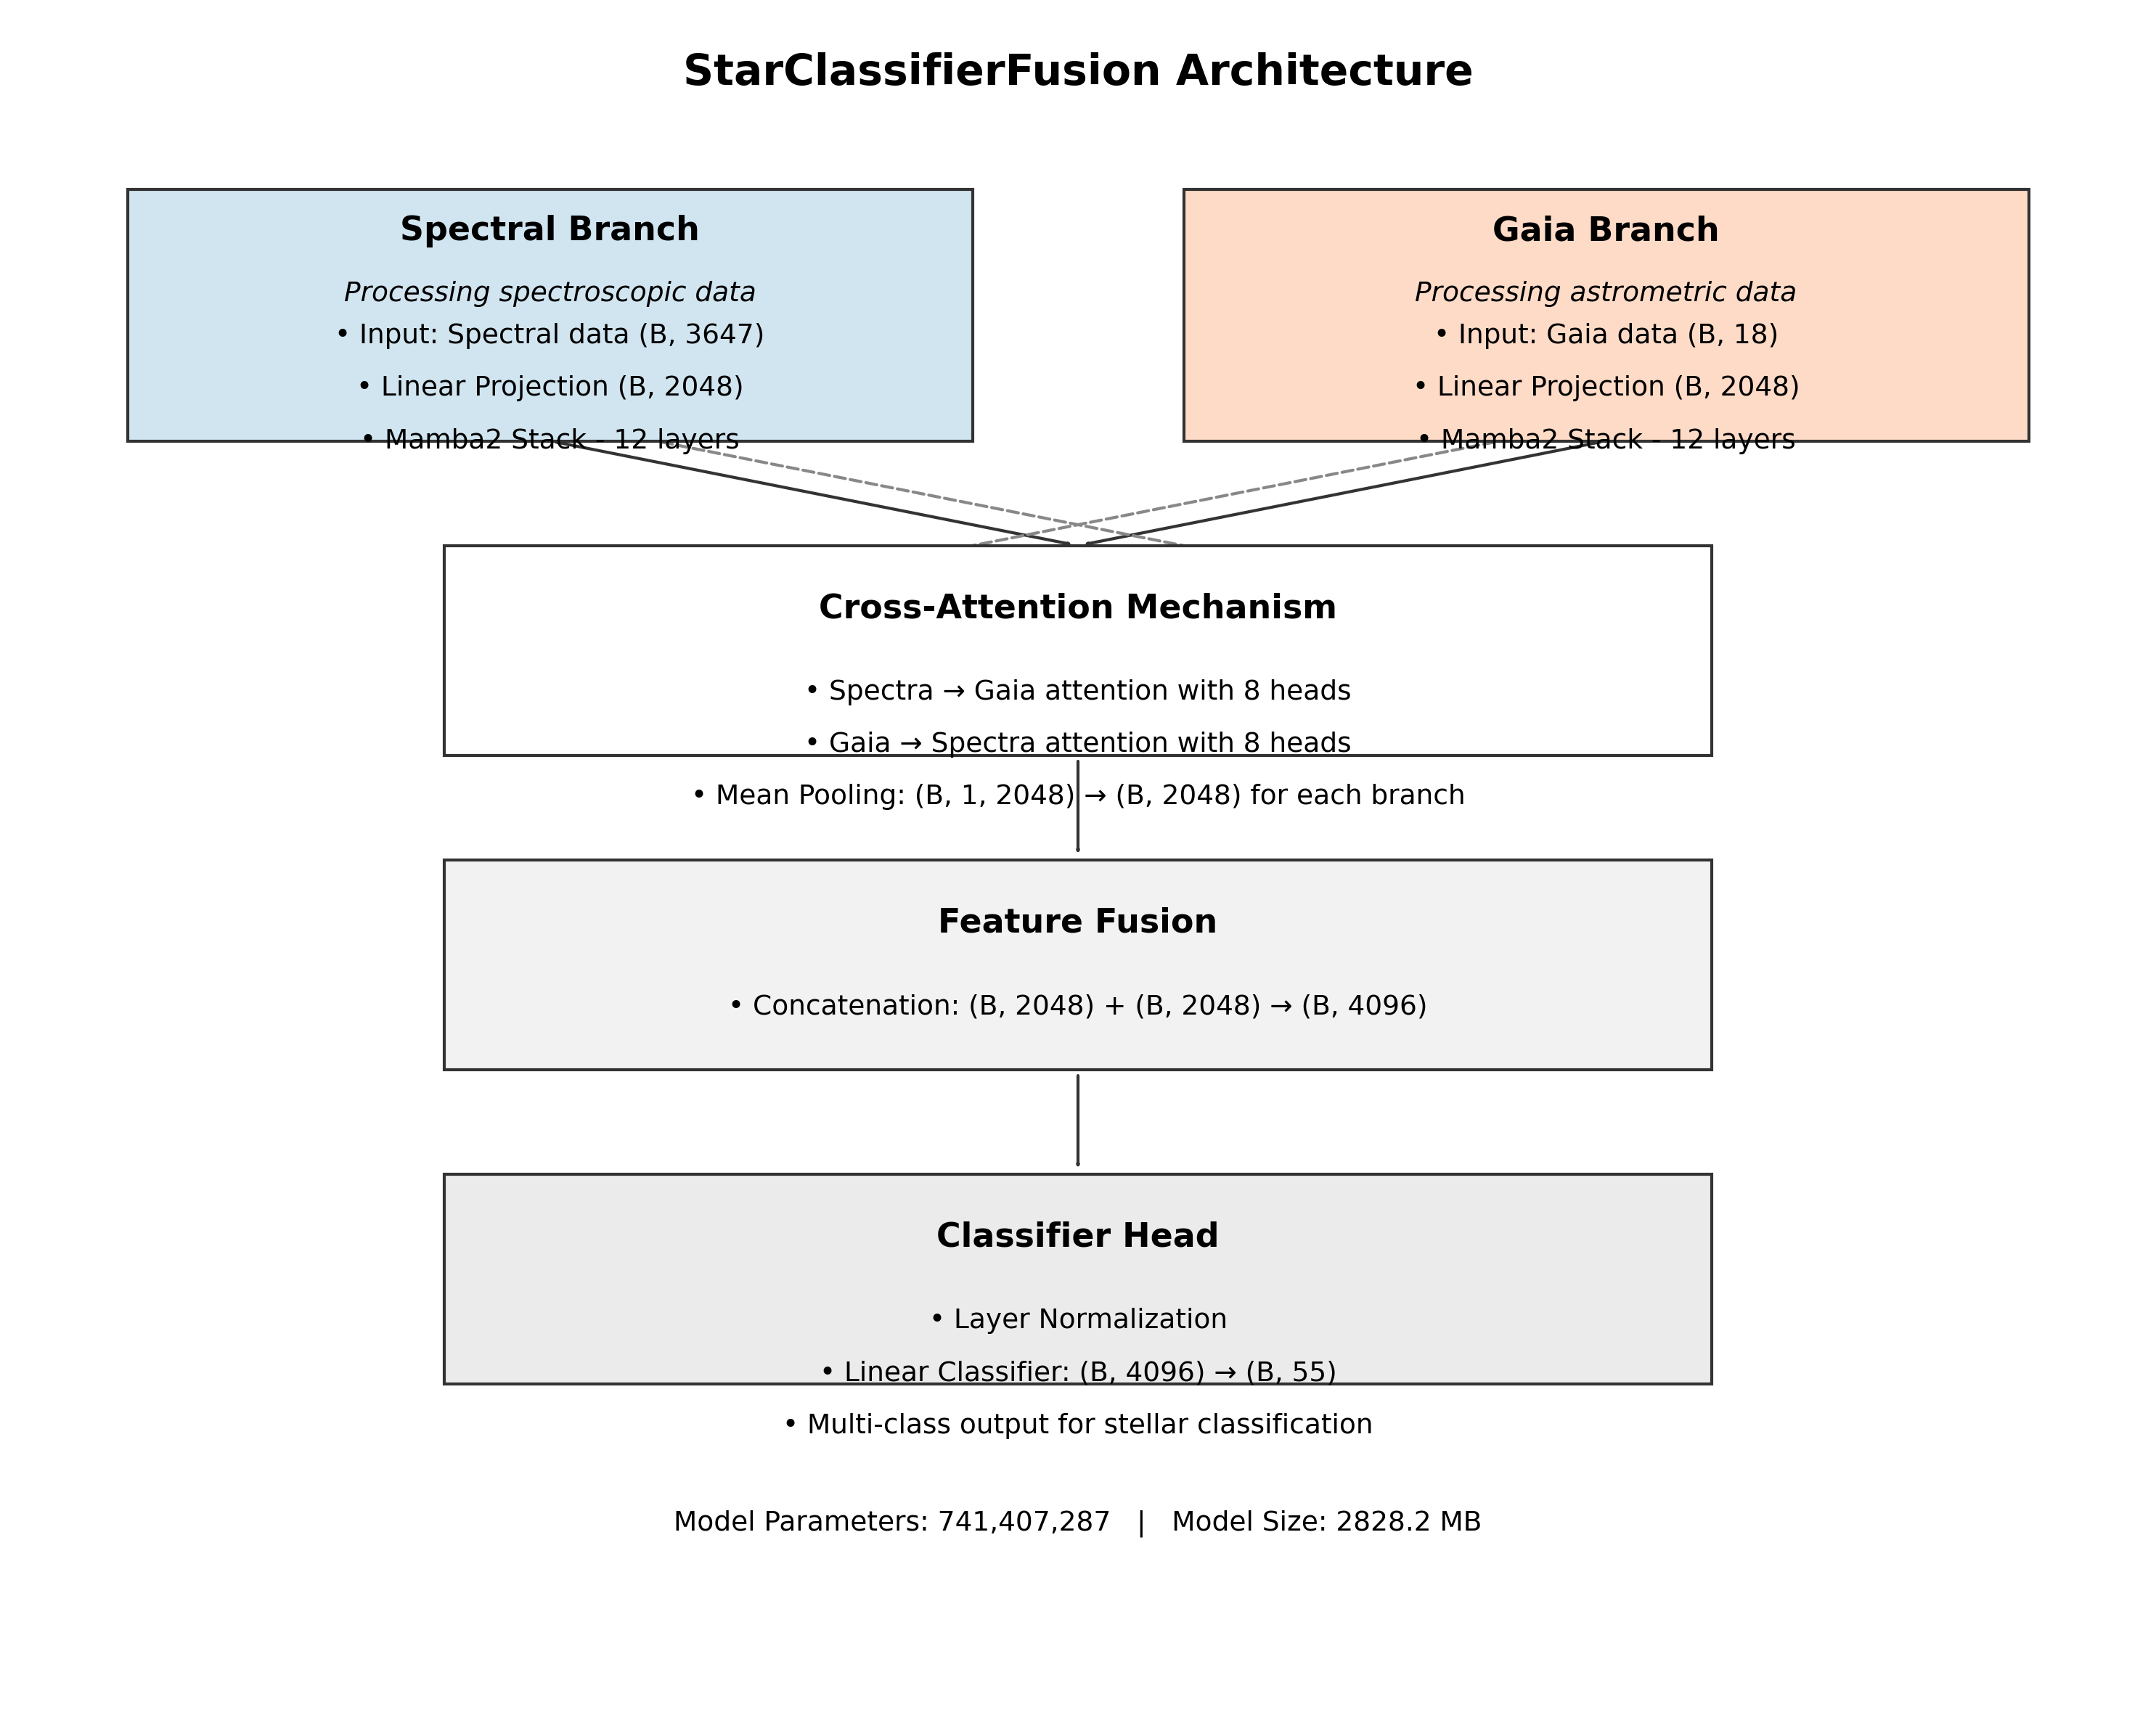 StarClassifierFusion Architecture
Spectral Branch
Processing spectroscopic data
• Input: Spectral data (B, 3647)
• Linear Projection (B, 2048)
• Mamba2 Stack - 12 layers
Gaia Branch
Processing astrometric data
• Input: Gaia data (B, 18)
• Linear Projection (B, 2048)
• Mamba2 Stack - 12 layers
Cross-Attention Mechanism
• Spectra → Gaia attention with 8 heads
• Gaia → Spectra attention with 8 heads
• Mean Pooling: (B, 1, 2048) → (B, 2048) for each branch
Feature Fusion
• Concatenation: (B, 2048) + (B, 2048) → (B, 4096)
Classifier Head
• Layer Normalization
• Linear Classifier: (B, 4096) → (B, 55)
• Multi-class output for stellar classification
Model Parameters: 741,407,287 | Model Size: 2828.2 MB